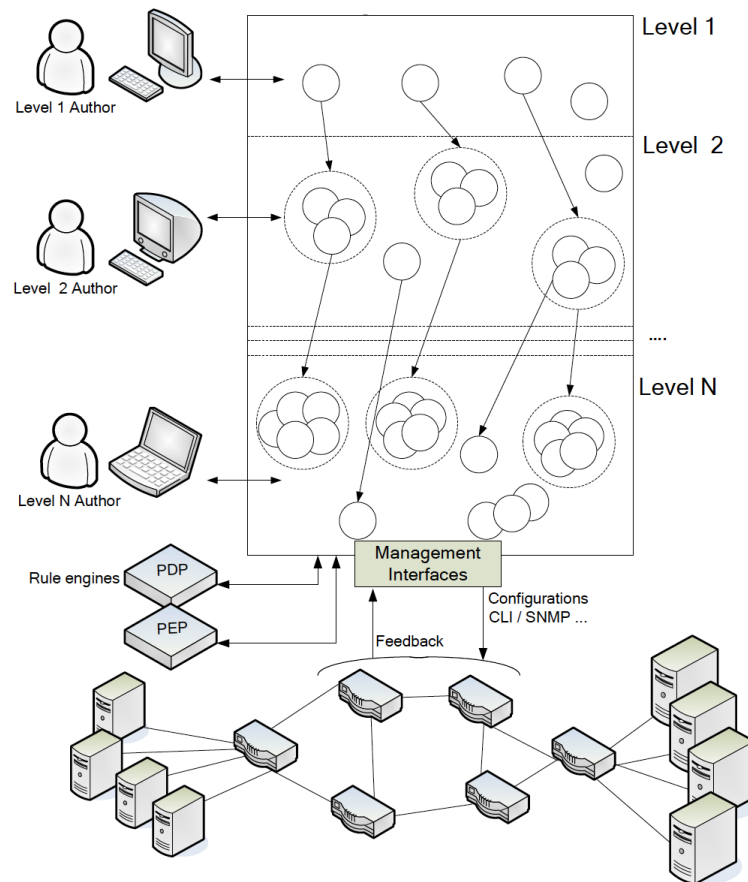 Level 1
Level 1 Author
Level 2
Level 2 Author
....
Level N
Level N Author
Management
Interfaces
Rule engines
PDP
PEP
Configurations
CLI / SNMP ...
Feedback